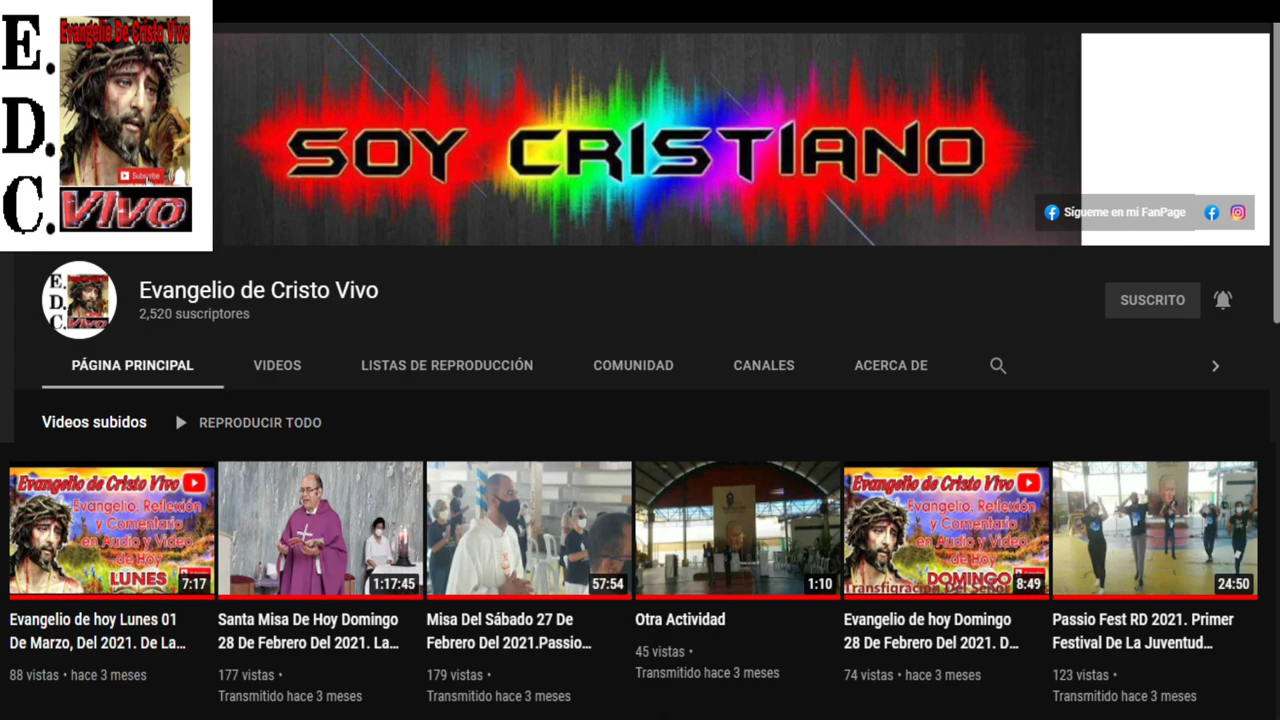 E.
D.
C.
Evangelio De Cristo Vivo
Subscribe
Vivo
SOY CRISTIANO
Sígueme en mi FanPage
E.
D.
C.
Vivo
Evangelio de Cristo Vivo
2,520 suscriptores
SUSCRITO
PÁGINA PRINCIPAL
VIDEOS
LISTAS DE REPRODUCCIÓN
COMUNIDAD
CANALES
ACERCA DE
Videos subidos
REPRODUCIR TODO
Evangelio de Cristo Vivo
Evangelio, Reflexión
y Comentario
en Audio y Video
de Hoy
LUNES
7:17
Evangelio de hoy Lunes 01
De Marzo, Del 2021. De La...
88 vistas • hace 3 meses
1:17:45
Santa Misa De Hoy Domingo
28 De Febrero Del 2021. La...
177 vistas •
Transmitido hace 3 meses
57:54
Misa Del Sábado 27 De
Febrero Del 2021.Passio...
179 vistas •
Transmitido hace 3 meses
1:10
Otra Actividad
45 vistas •
Transmitido hace 3 meses
Evangelio de Cristo Vivo
Evangelio, Reflexión
y Comentario
en Audio y Video
de Hoy
DOMINGO
Transfigración Del Señor
8:49
Evangelio de hoy Domingo
28 De Febrero Del 2021. D...
74 vistas • hace 3 meses
24:50
Passio Fest RD 2021. Primer
Festival De La Juventud...
123 vistas •
Transmitido hace 3 meses